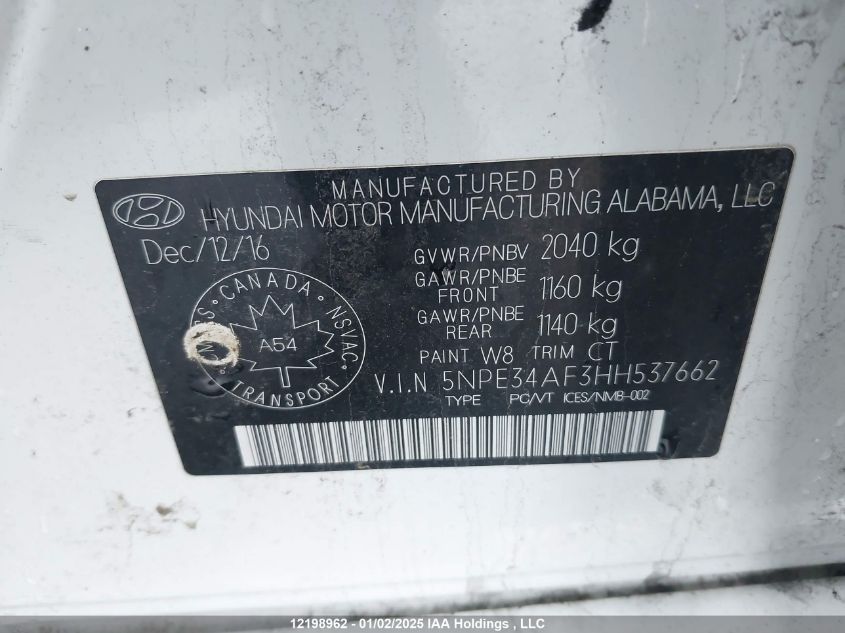 MANUFACTURED BY
HYUNDAI MOTOR MANUFACTURING ALABAMA, LLC
Dec/12/16
GVWR/PNBV 2040 kg
GAWR/PNBE
FRONT 1160 kg
GAWR/PNBE
REAR 1140 kg
PAINT W8 TRIM CT
V.I.N 5NPE34AF3HH537662
TYPE PC/VT ICES/NMB-002
CANADA
NSVAC
A54
TRANSPORT
12198962 - 01/02/2025 IAA Holdings , LLC